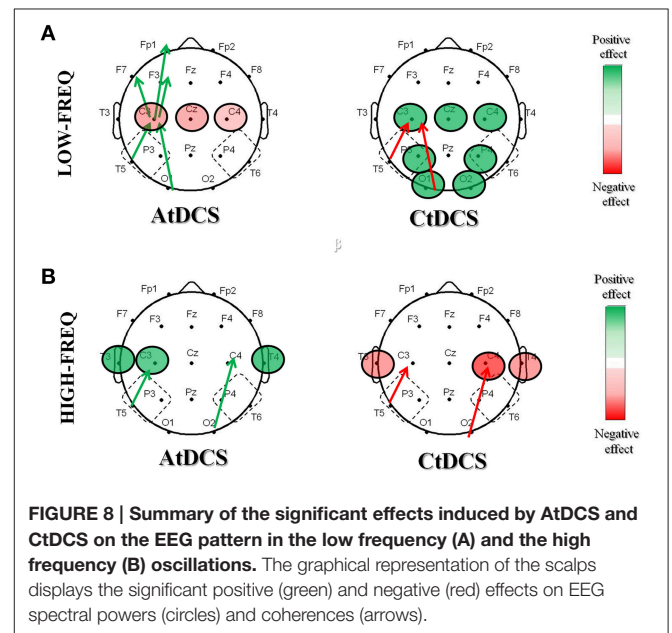 A
LOW-FREQ
Fp1 Fp2
F7 F3 Fz F4 F8
T3 C3 Cz C4 T4
P3 Pz P4
T5 T6
O1 O2
AtDCS
Fp1 Fp2
F7 F3 Fz F4 F8
T3 C3 Cz C4 T4
P3 Pz P4
T5 T6
O1 O2
CtDCS
Positive
effect
Negative
effect
β
B
HIGH-FREQ
Fp1 Fp2
F7 F3 Fz F4 F8
T3 C3 Cz C4 T4
P3 Pz P4
T5 T6
O1 O2
AtDCS
Fp1 Fp2
F7 F3 Fz F4 F8
T3 C3 Cz C4 T4
P3 Pz P4
T5 T6
O1 O2
CtDCS
Positive
effect
Negative
effect
FIGURE 8 | Summary of the significant effects induced by AtDCS and
CtDCS on the EEG pattern in the low frequency (A) and the high
frequency (B) oscillations. The graphical representation of the scalps
displays the significant positive (green) and negative (red) effects on EEG
spectral powers (circles) and coherences (arrows).